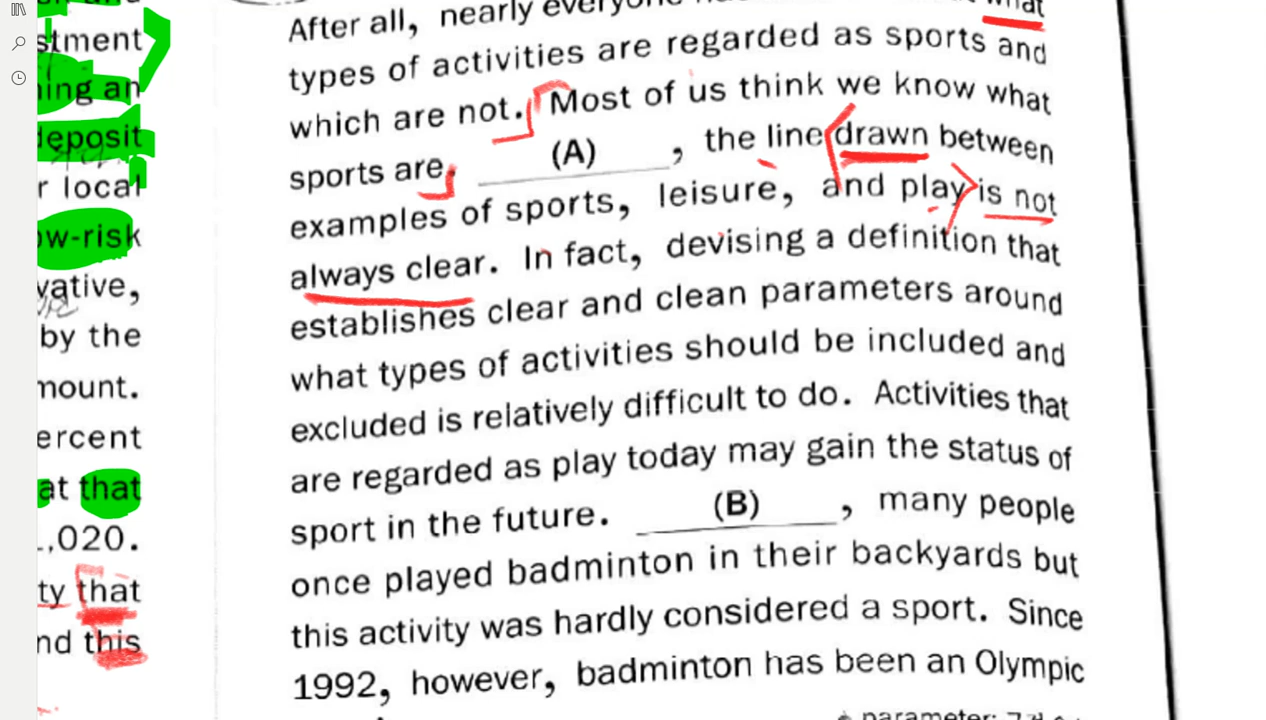 stment
ing an
deposit
r local
ow-risk
vative,
by the
mount.
ercent
at that
,020.
ty that
nd this
After all, nearly
types of activities are regarded as sports and
which are not. Most of us think we know what
sports are. (A) , the line drawn between
examples of sports, leisure, and play is not
always clear. In fact, devising a definition that
establishes clear and clean parameters around
what types of activities should be included and
excluded is relatively difficult to do. Activities that
are regarded as play today may gain the status of
sport in the future. (B) , many people
once played badminton in their backyards but
this activity was hardly considered a sport. Since
1992, however, badminton has been an Olympic
parameter: